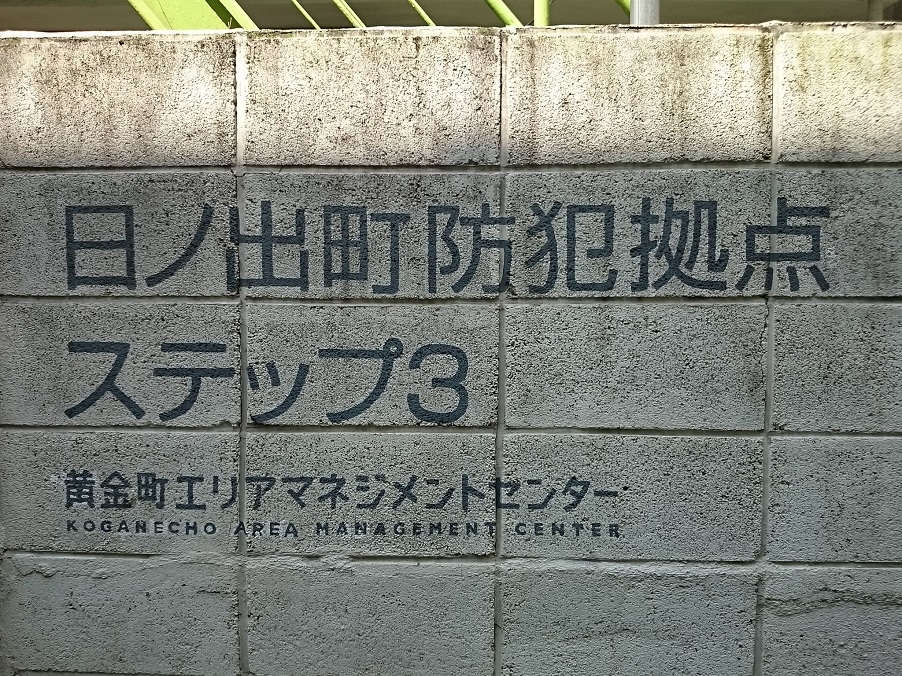 日ノ出町防犯拠点
ステップ3
黄金町エリアマネジメントセンター
KOGANECHO AREA MANAGEMENT CENTER